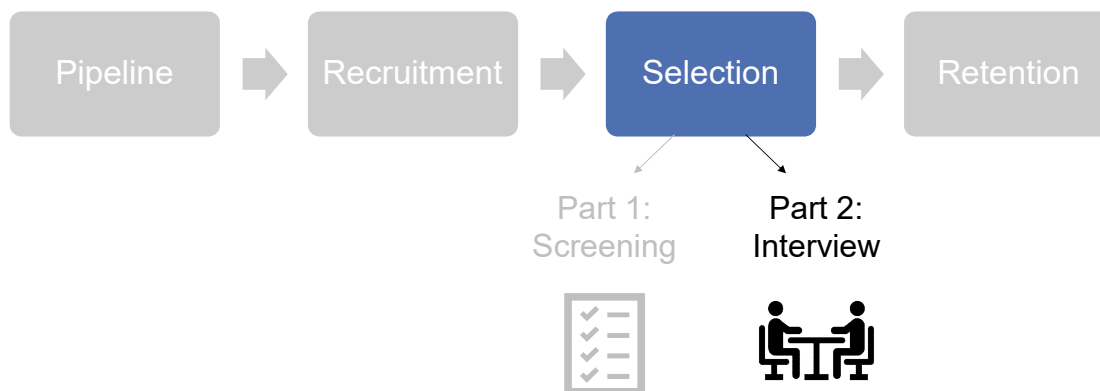 Pipeline
Recruitment
Selection
Retention
Part 1:
Screening
Part 2:
Interview